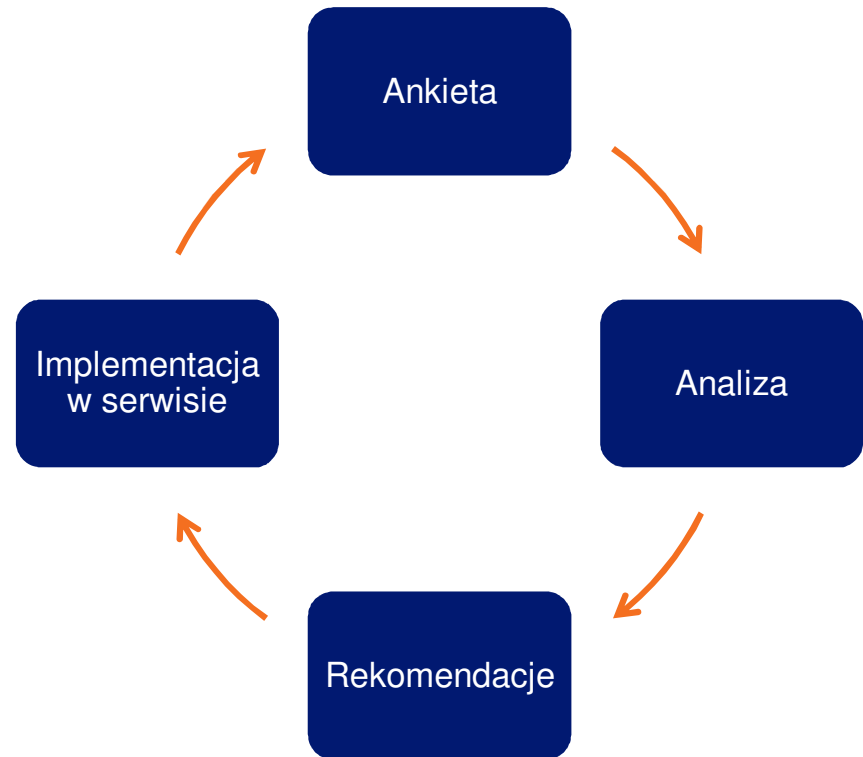 Ankieta
Implementacja
w serwisie
Analiza
Rekomendacje